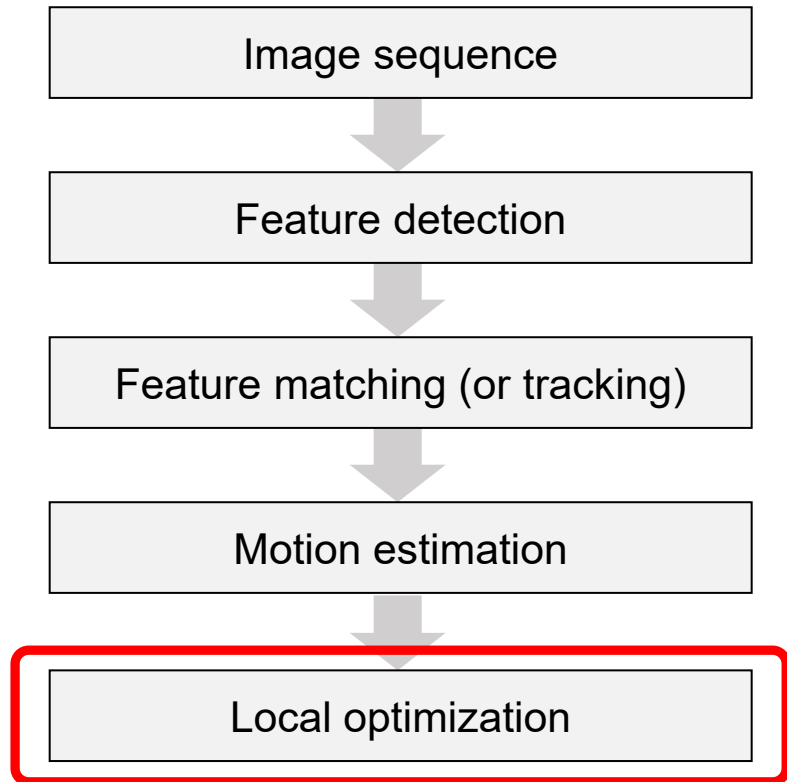 Image sequence
Feature detection
Feature matching (or tracking)
Motion estimation
Local optimization